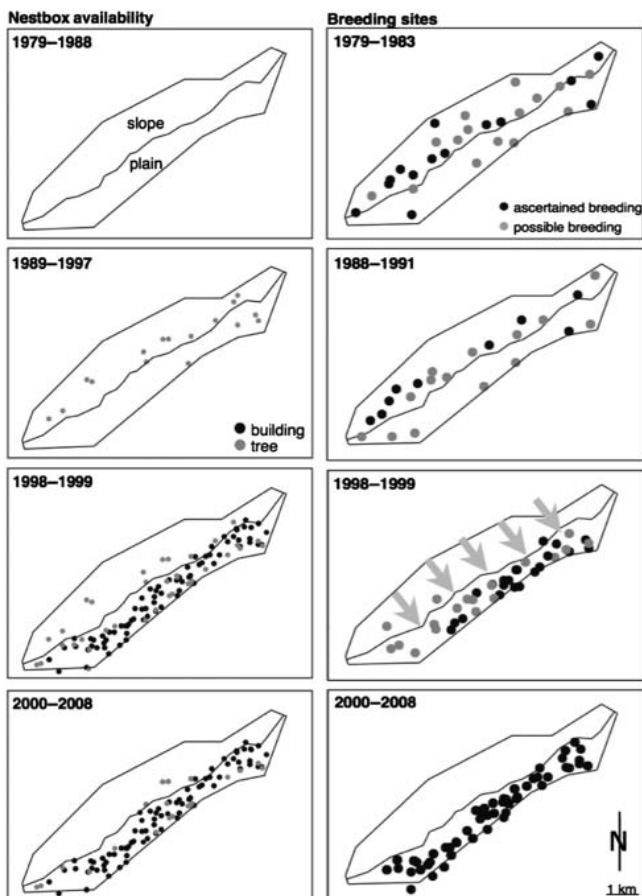 Nestbox availability
Breeding sites
1979–1988
slope
plain
1979–1983
ascertained breeding
possible breeding
1989–1997
building
tree
1988–1991
1998–1999
1998–1999
2000–2008
2000–2008
N
1 km